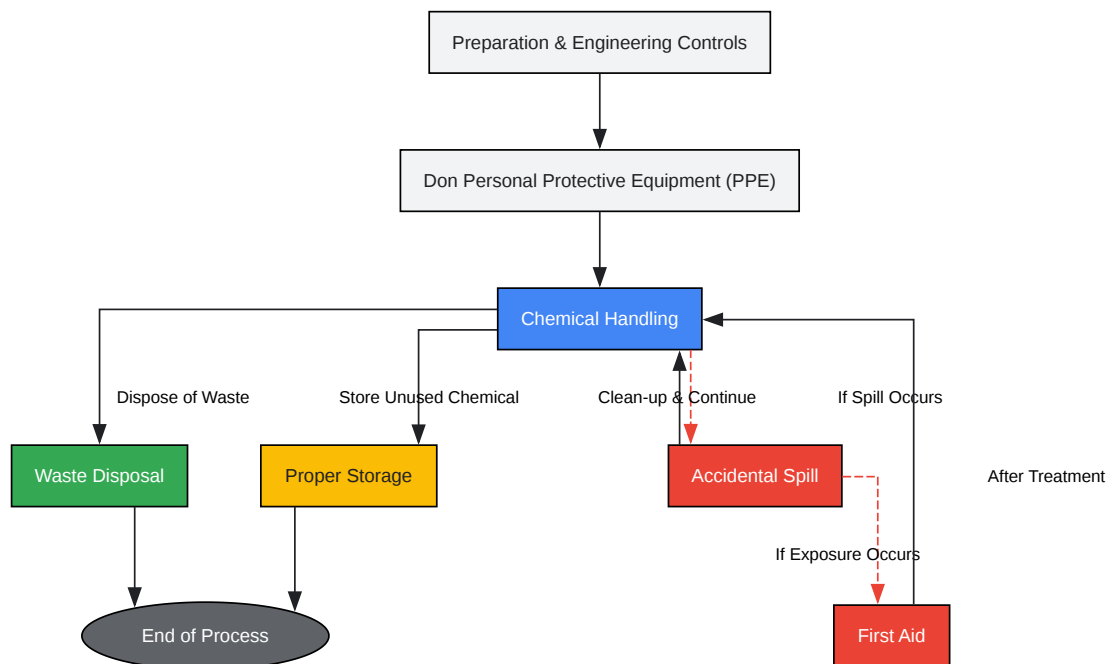 Preparation & Engineering Controls
Don Personal Protective Equipment (PPE)
Chemical Handling
Dispose of Waste
Store Unused Chemical
Clean-up & Continue
If Spill Occurs
Waste Disposal
Proper Storage
Accidental Spill
After Treatment
If Exposure Occurs
End of Process
First Aid